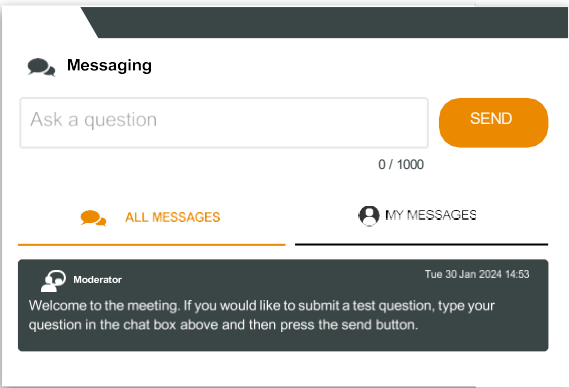 Messaging
Ask a question
SEND
0 / 1000
ALL MESSAGES
MY MESSAGES
Moderator
Tue 30 Jan 2024 14:53
Welcome to the meeting. If you would like to submit a test question, type your
question in the chat box above and then press the send button.